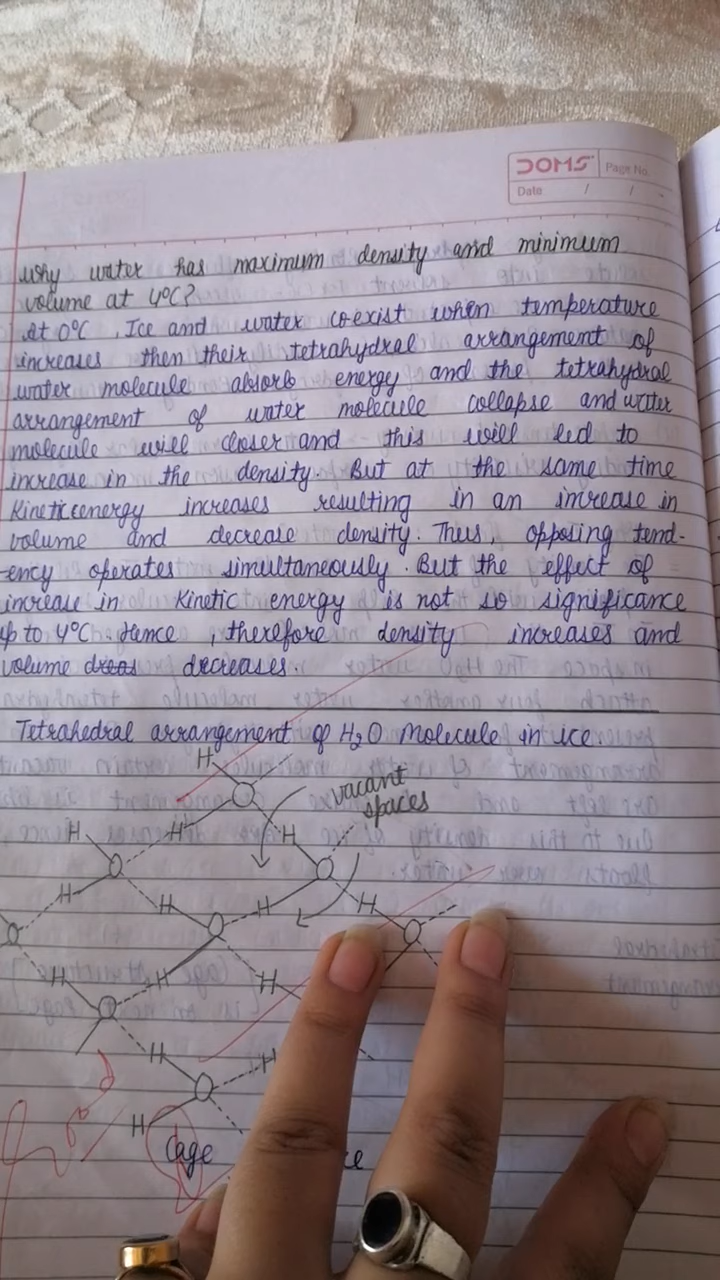 DOMS Page No.
Date / /
Why water has maximum density and minimum
volume at 4°C?
At 0°C , Ice and water coexist when temperature
increases then their tetrahydral arrangement of
water molecule absorb energy and the tetrahydral
arrangement of water molecule collapse and water
molecule will closer and this will led to
increase in the density. But at the same time
Kinetic energy increases resulting in an increase in
volume and decrease density. Thus, opposing tend-
-ency operates simultaneously. But the effect of
increase in Kinetic energy is not so significance
up to 4°C. Hence , therefore density increases and
volume decreases.
Tetrahedral arrangement of H2O Molecule in ice.
H
O
vacant
spaces
H
H
H
O
O
H
H
H
H
O
O
O
H
H
H
O
H
H
O
H
Cage